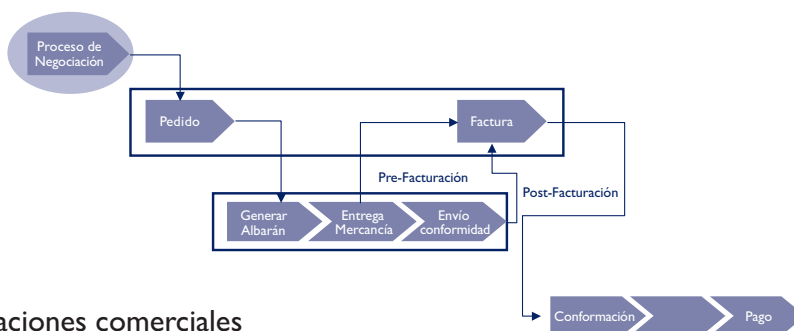 Proceso de
Negociación
Pedido
Factura
Pre-Facturación
Post-Facturación
Generar
Albarán
Entrega
Mercancía
Envío
conformidad
aciones comerciales
Conformación
Pago